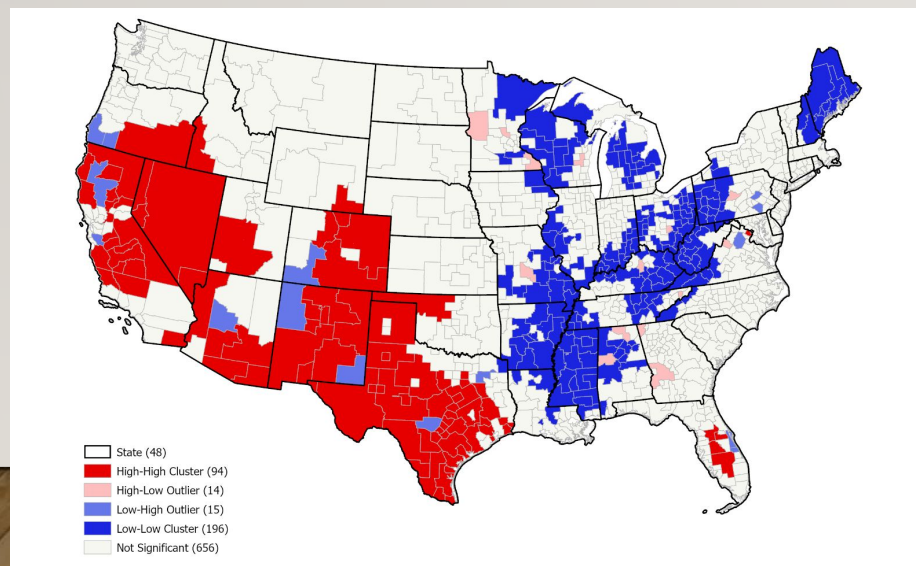 State (48)
High-High Cluster (94)
High-Low Outlier (14)
Low-High Outlier (15)
Low-Low Cluster (196)
Not Significant (656)